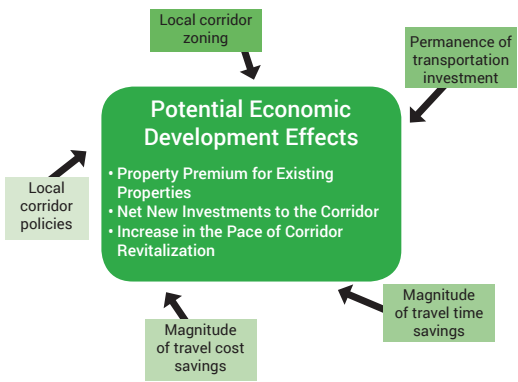 Local corridor
zoning
Permanence of
transportation
investment
Potential Economic
Development Effects
• Property Premium for Existing
Properties
• Net New Investments to the Corridor
• Increase in the Pace of Corridor
Revitalization
Local
corridor
policies
Magnitude
of travel cost
savings
Magnitude
of travel time
savings